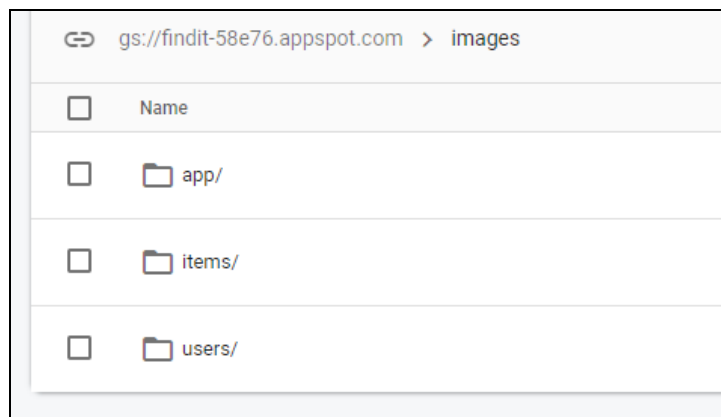 gs://findit-58e76.appspot.com > images
Name
app/
items/
users/